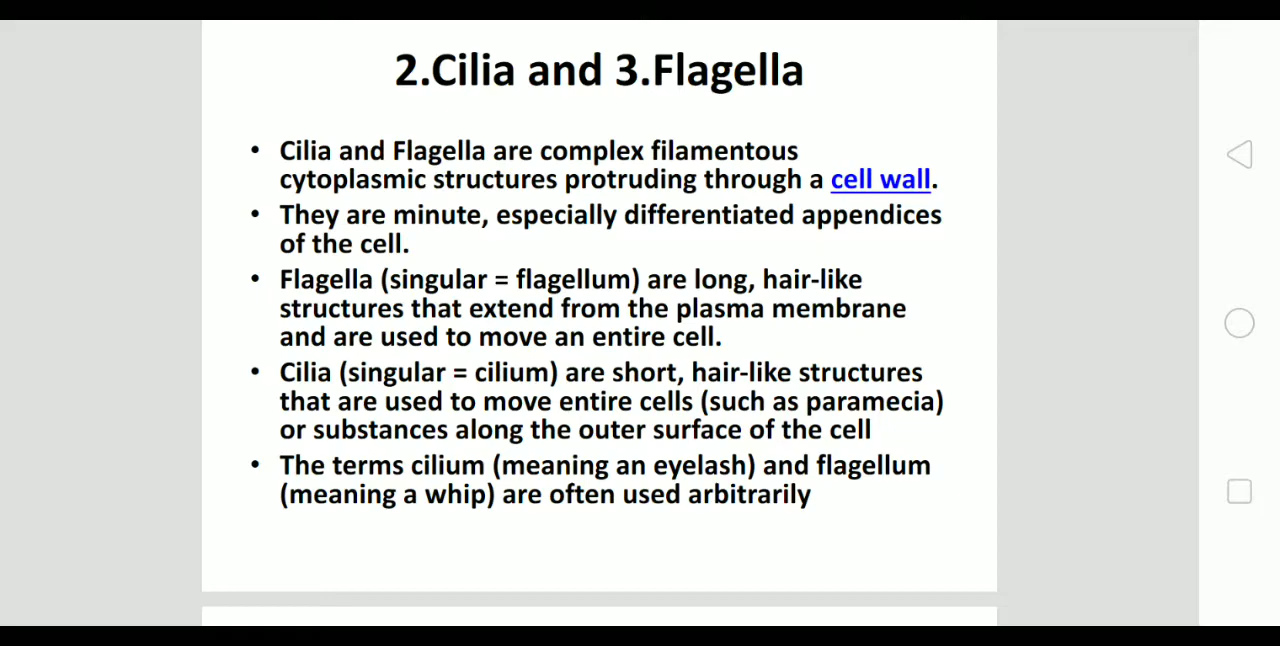 2.Cilia and 3.Flagella
• Cilia and Flagella are complex filamentous
cytoplasmic structures protruding through a cell wall.
• They are minute, especially differentiated appendices
of the cell.
• Flagella (singular = flagellum) are long, hair-like
structures that extend from the plasma membrane
and are used to move an entire cell.
• Cilia (singular = cilium) are short, hair-like structures
that are used to move entire cells (such as paramecia)
or substances along the outer surface of the cell
• The terms cilium (meaning an eyelash) and flagellum
(meaning a whip) are often used arbitrarily